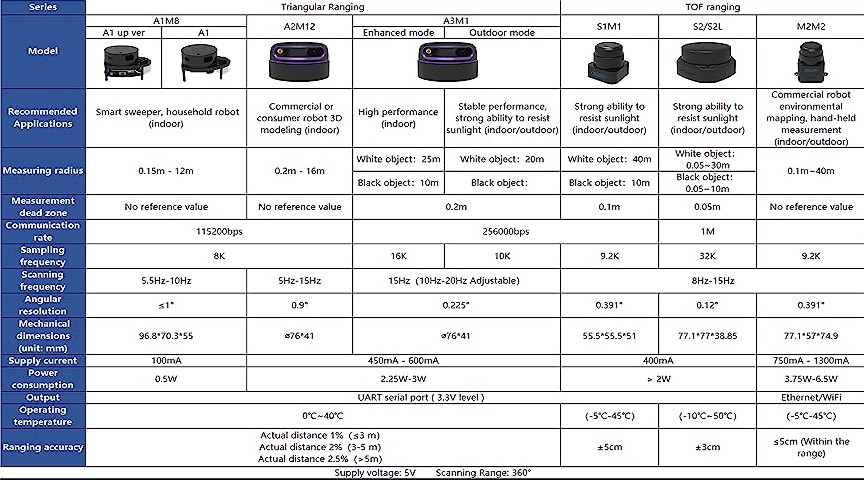 Series Triangular Ranging TOF ranging
Model A1M8 A2M12 A3M1 S1M1 S2/S2L M2M2
A1 up ver A1 Enhanced mode Outdoor mode
Recommended Applications
Smart sweeper, household robot (indoor)
Commercial or consumer robot 3D modeling (indoor)
High performance (indoor)
Stable performance, strong ability to resist sunlight (indoor/outdoor)
Strong ability to resist sunlight (indoor/outdoor)
Strong ability to resist sunlight (indoor/outdoor)
Commercial robot environmental mapping, hand-held measurement (indoor/outdoor)
Measuring radius
0.15m - 12m
0.2m - 16m
White object: 25m
Black object: 10m
White object: 20m
Black object:
White object: 40m
Black object: 10m
White object: 0.05~30m
Black object: 0.05~10m
0.1m~40m
Measurement dead zone
No reference value No reference value 0.2m 0.1m 0.05m No reference value
Communication rate
115200bps 256000bps 1M
Sampling frequency
8K 16K 10K 9.2K 32K 9.2K
Scanning frequency
5.5Hz-10Hz 5Hz-15Hz 15Hz (10Hz-20Hz Adjustable) 8Hz-15Hz
Angular resolution
≤1° 0.9° 0.225° 0.391° 0.12° 0.391°
Mechanical dimensions (unit: mm)
96.8*70.3*55 ⌀76*41 ⌀76*41 55.5*55.5*51 77.1*77*38.85 77.1*57*74.9
Supply current 100mA 450mA - 600mA 400mA 750mA - 1300mA
Power consumption
0.5W 2.25W-3W > 2W 3.75W-6.5W
Output UART serial port ( 3.3V level ) Ethernet/WiFi
Operating temperature
0℃~40℃ (-5℃-45℃) (-10℃~50℃) (-5℃-45℃)
Ranging accuracy
Actual distance 1% (≤3 m)
Actual distance 2% (3-5 m)
Actual distance 2.5% (>5m)
±5cm
±3cm
≤5cm (Within the range)
Supply voltage: 5V Scanning Range: 360°